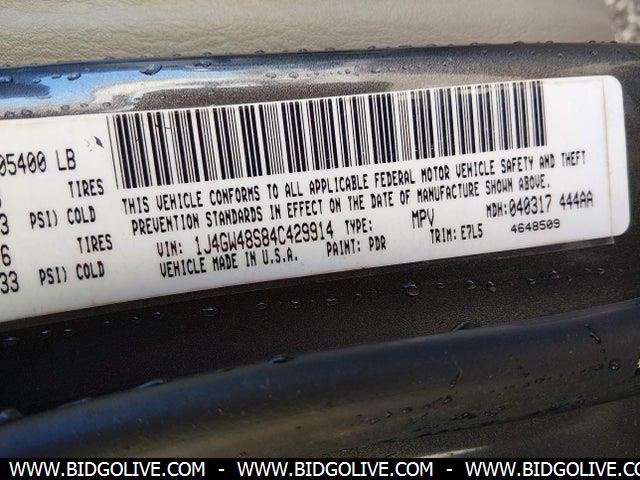 05400 LB
TIRES
PSI) COLD
TIRES
33 PSI) COLD
THIS VEHICLE CONFORMS TO ALL APPLICABLE FEDERAL MOTOR VEHICLE SAFETY AND THEFT
PREVENTION STANDARDS IN EFFECT ON THE DATE OF MANUFACTURE SHOWN ABOVE.
VIN: 1J4GW48S84C429914 TYPE: MPV MDH:040317 444AA
VEHICLE MADE IN U.S.A. PAINT: PDR TRIM: E7L5 4648509
WWW.BIDGOLIVE.COM - WWW.BIDGOLIVE.COM - WWW.BIDGOLIVE.COM